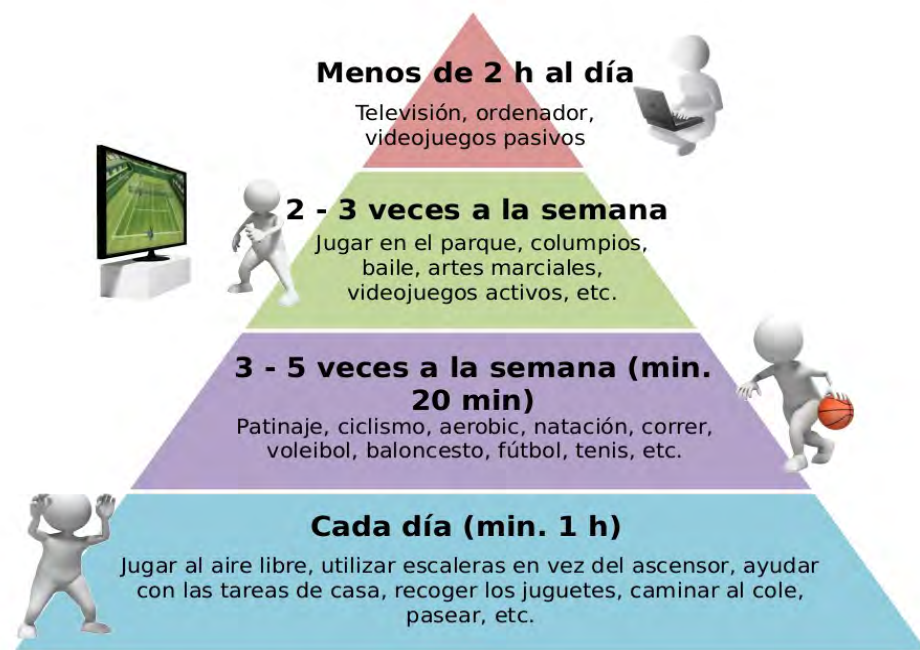 Menos de 2 h al día
Televisión, ordenador,
videojuegos pasivos
2 - 3 veces a la semana
Jugar en el parque, columpios,
baile, artes marciales,
videojuegos activos, etc.
3 - 5 veces a la semana (min.
20 min)
Patinaje, ciclismo, aerobic, natación, correr,
voleibol, baloncesto, fútbol, tenis, etc.
Cada día (min. 1 h)
Jugar al aire libre, utilizar escaleras en vez del ascensor, ayudar
con las tareas de casa, recoger los juguetes, caminar al cole,
pasear, etc.